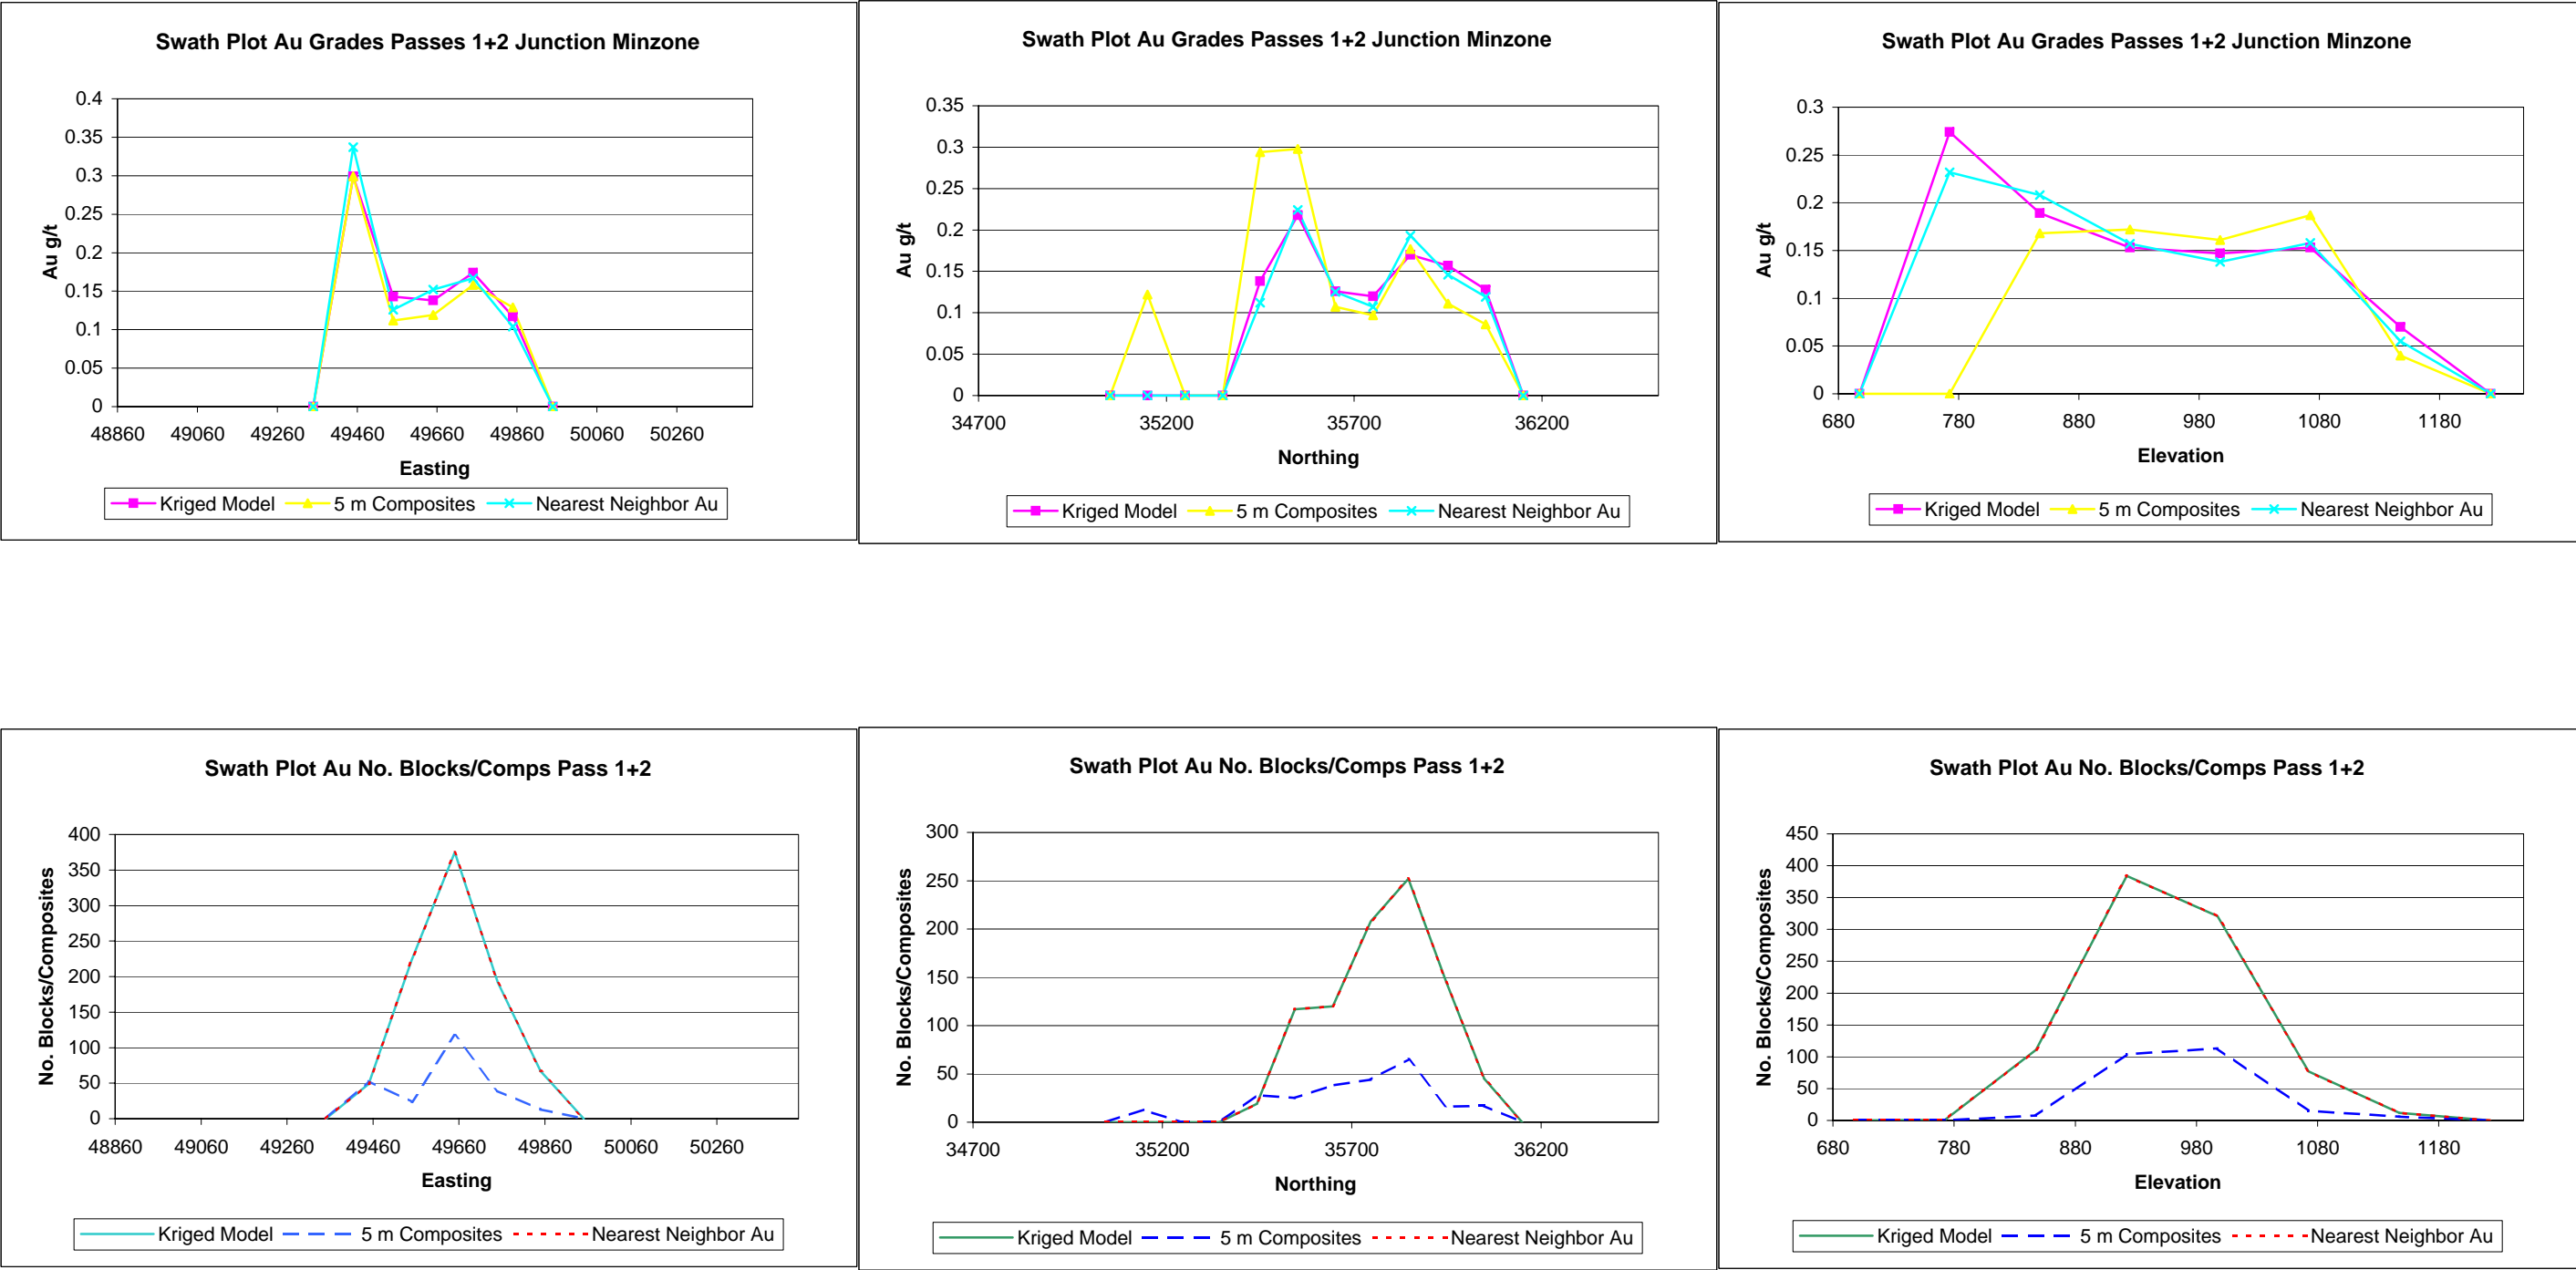 Swath Plot Au Grades Passes 1+2 Junction Minzone
0.4
0.35
0.3
0.25
0.2
0.15
0.1
0.05
0
Au g/t
48860 49060 49260 49460 49660 49860 50060 50260
Easting
Kriged Model 5 m Composites Nearest Neighbor Au
Swath Plot Au Grades Passes 1+2 Junction Minzone
0.35
0.3
0.25
0.2
0.15
0.1
0.05
0
Au g/t
34700 35200 35700 36200
Northing
Kriged Model 5 m Composites Nearest Neighbor Au
Swath Plot Au Grades Passes 1+2 Junction Minzone
0.3
0.25
0.2
0.15
0.1
0.05
0
Au g/t
680 780 880 980 1080 1180
Elevation
Kriged Model 5 m Composites Nearest Neighbor Au
Swath Plot Au No. Blocks/Comps Pass 1+2
400
350
300
250
200
150
100
50
0
No. Blocks/Composites
48860 49060 49260 49460 49660 49860 50060 50260
Easting
Kriged Model 5 m Composites Nearest Neighbor Au
Swath Plot Au No. Blocks/Comps Pass 1+2
300
250
200
150
100
50
0
No. Blocks/Composites
34700 35200 35700 36200
Northing
Kriged Model 5 m Composites Nearest Neighbor Au
Swath Plot Au No. Blocks/Comps Pass 1+2
450
400
350
300
250
200
150
100
50
0
No. Blocks/Composites
680 780 880 980 1080 1180
Elevation
Kriged Model 5 m Composites Nearest Neighbor Au